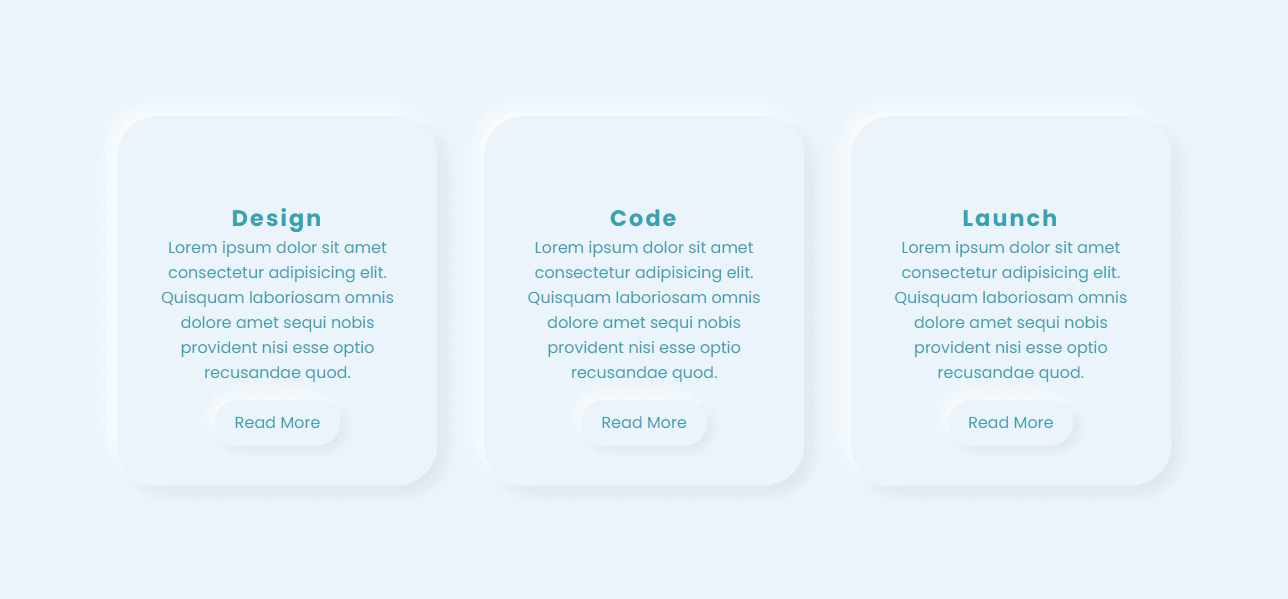 Design
Lorem ipsum dolor sit amet
consectetur adipisicing elit.
Quisquam laboriosam omnis
dolore amet sequi nobis
provident nisi esse optio
recusandae quod.
Read More
Code
Lorem ipsum dolor sit amet
consectetur adipisicing elit.
Quisquam laboriosam omnis
dolore amet sequi nobis
provident nisi esse optio
recusandae quod.
Read More
Launch
Lorem ipsum dolor sit amet
consectetur adipisicing elit.
Quisquam laboriosam omnis
dolore amet sequi nobis
provident nisi esse optio
recusandae quod.
Read More